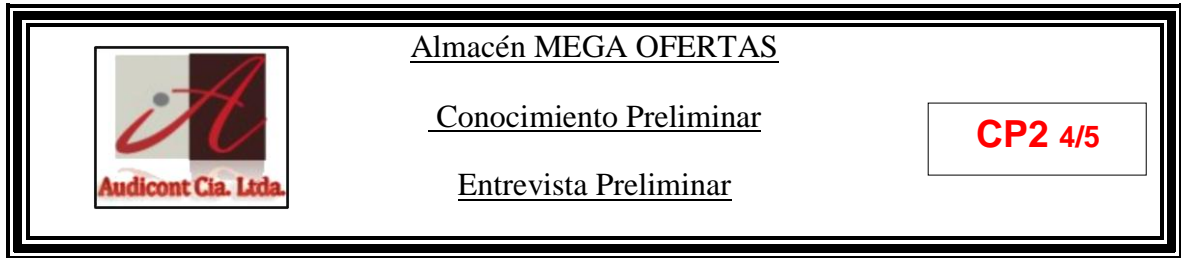 Almacén MEGA OFERTAS
Conocimiento Preliminar
CP2 4/5
Entrevista Preliminar
Audicont Cia. Ltda.